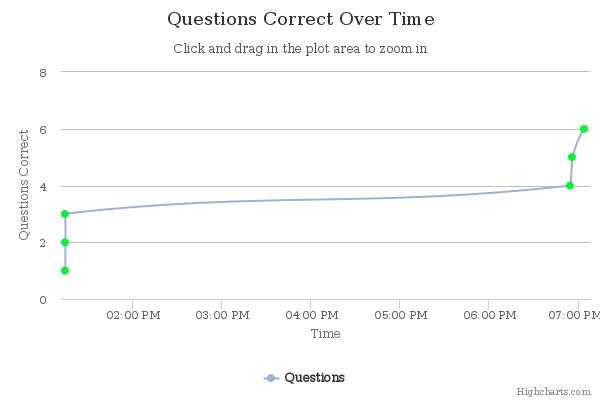 Questions Correct Over Time
Click and drag in the plot area to zoom in
Questions Correct
8
6
4
2
0
02:00 PM 03:00 PM 04:00 PM 05:00 PM 06:00 PM 07:00 PM
Time
Questions
Highcharts.com